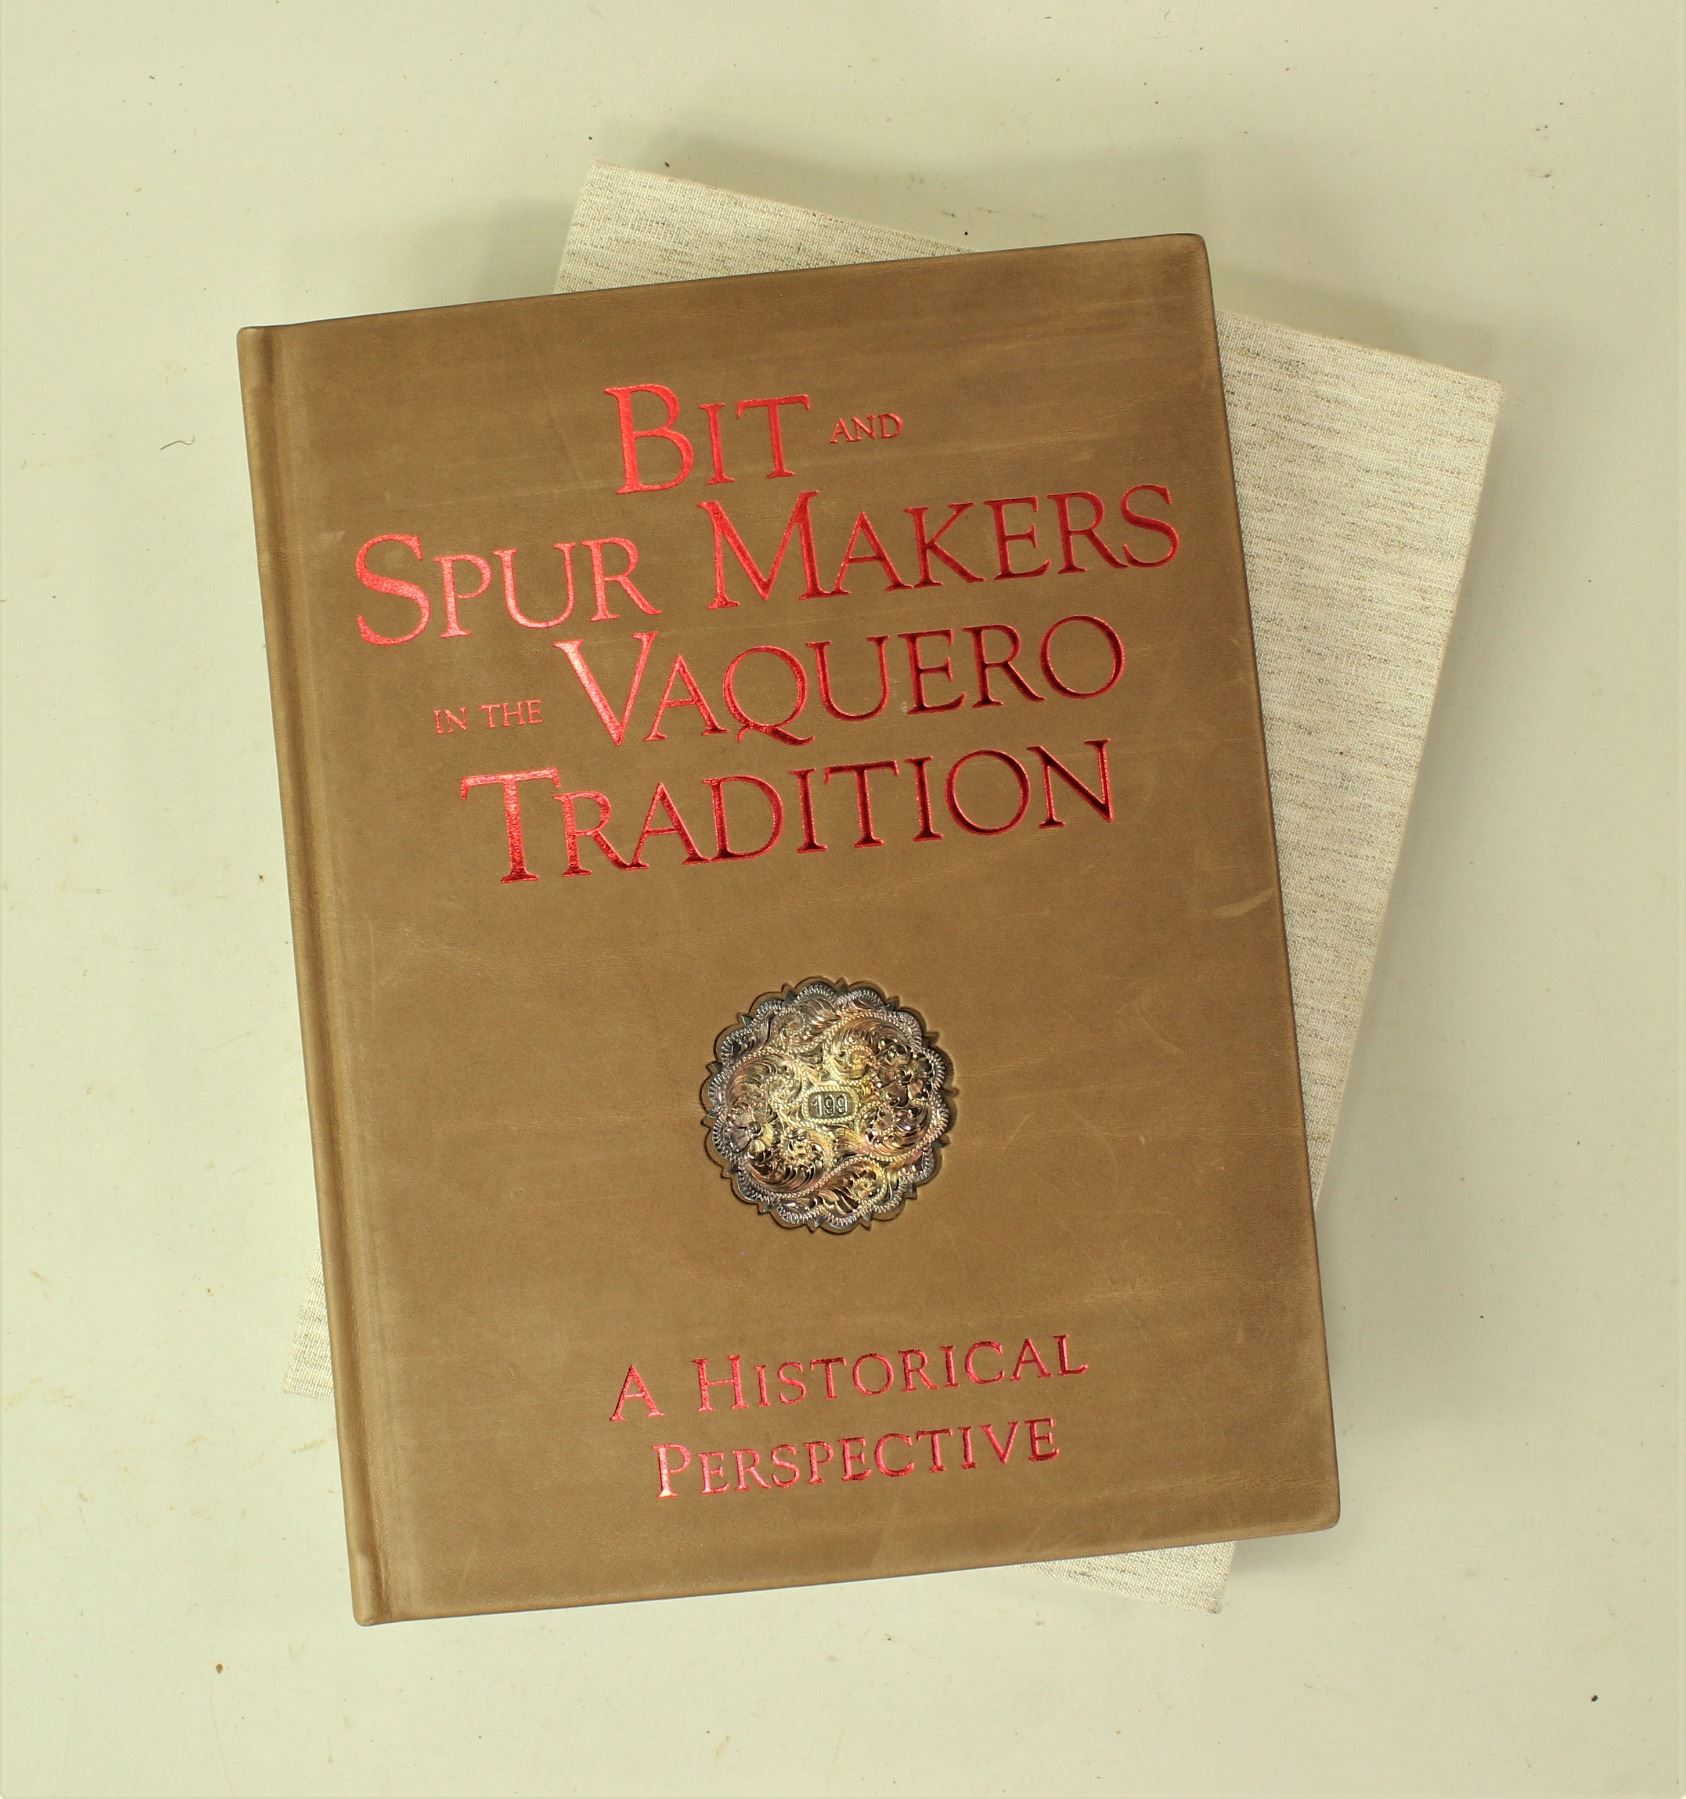 BIT AND
SPUR MAKERS
IN THE VAQUERO
TRADITION
199
A HISTORICAL
PERSPECTIVE